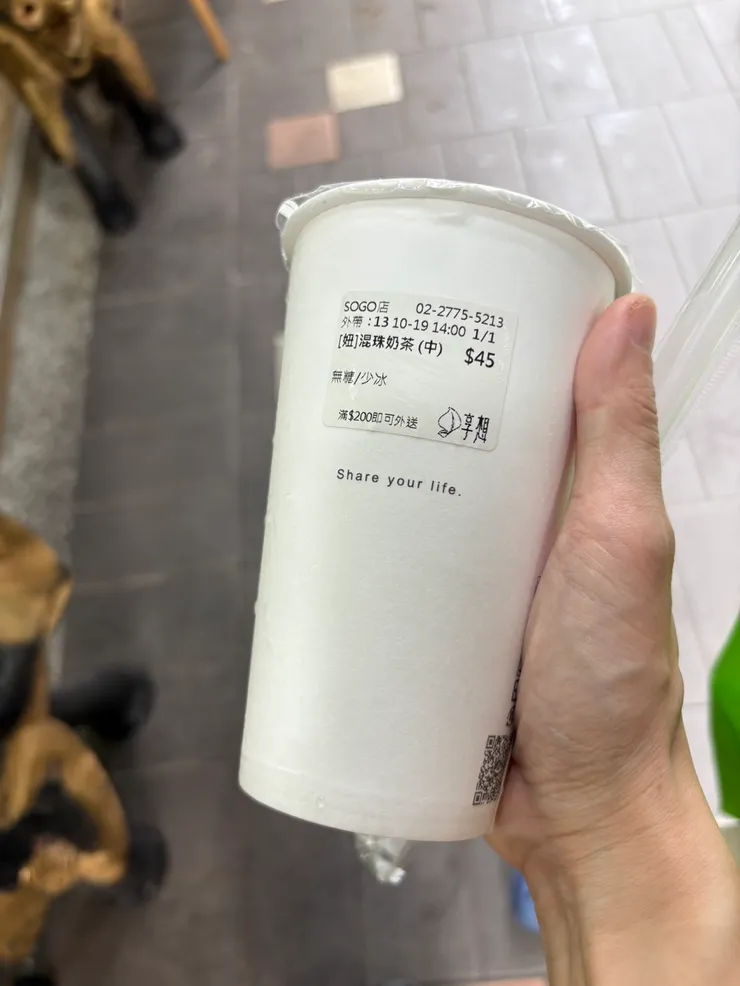 SOGO店 02-2775-5213
外帶 : 13 10-19 14:00 1/1
[妞]混珠奶茶 (中) $45
無糖/少冰
滿$200即可外送 享想
Share your life.